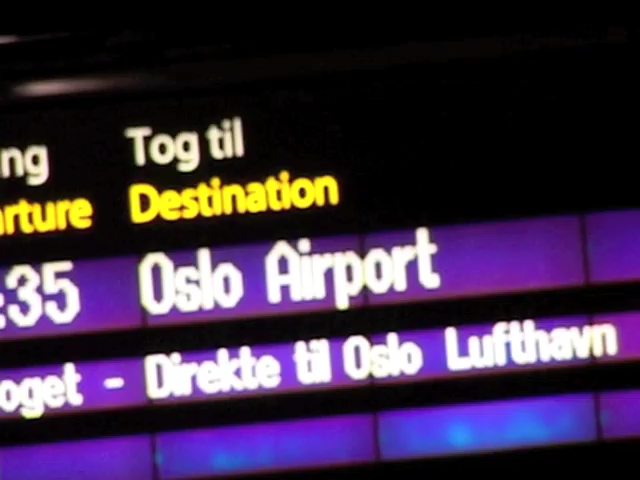 ng Tog til
arture Destination
:35 Oslo Airport
oget - Direkte til Oslo Lufthavn